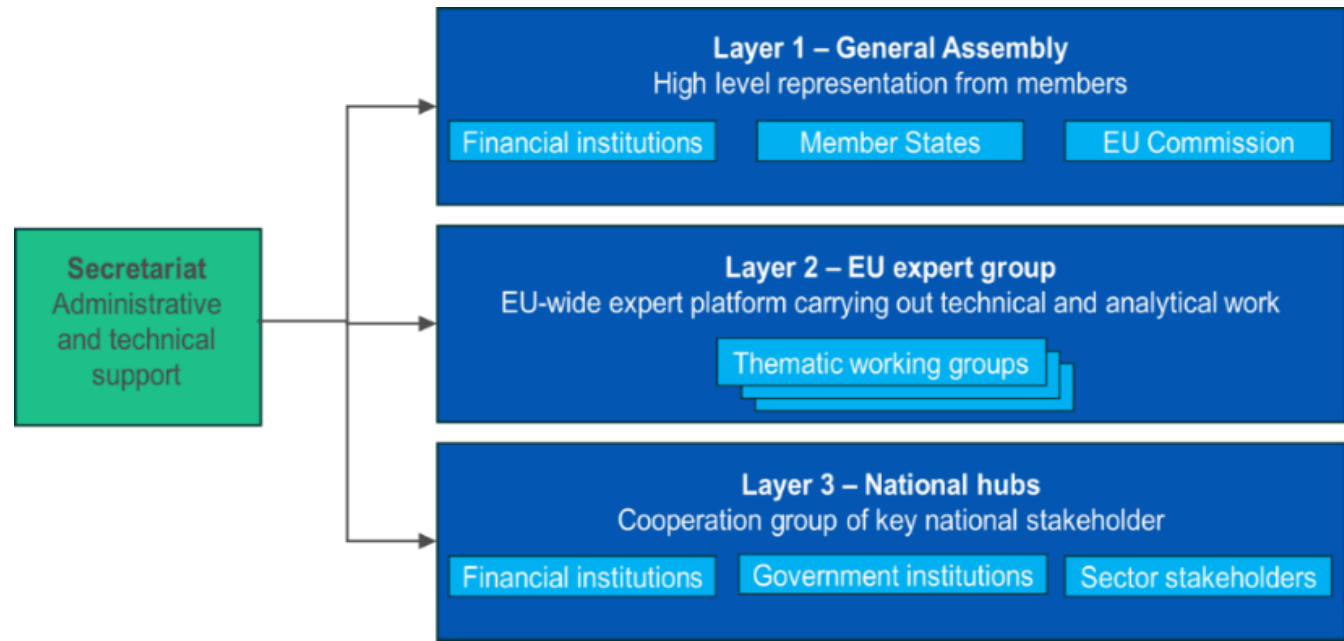 Layer 1 – General Assembly
High level representation from members
Financial institutions
Member States
EU Commission
Secretariat
Administrative
and technical
support
Layer 2 – EU expert group
EU-wide expert platform carrying out technical and analytical work
Thematic working groups
Layer 3 – National hubs
Cooperation group of key national stakeholder
Financial institutions
Government institutions
Sector stakeholders